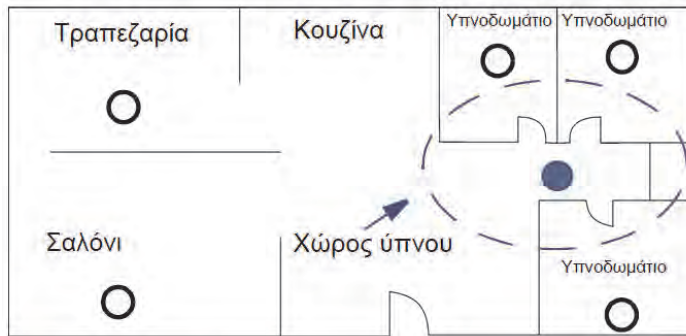 Τραπεζαρία
Κουζίνα
Υπνοδωμάτιο
Υπνοδωμάτιο
Σαλόνι
Χώρος ύπνου
Υπνοδωμάτιο